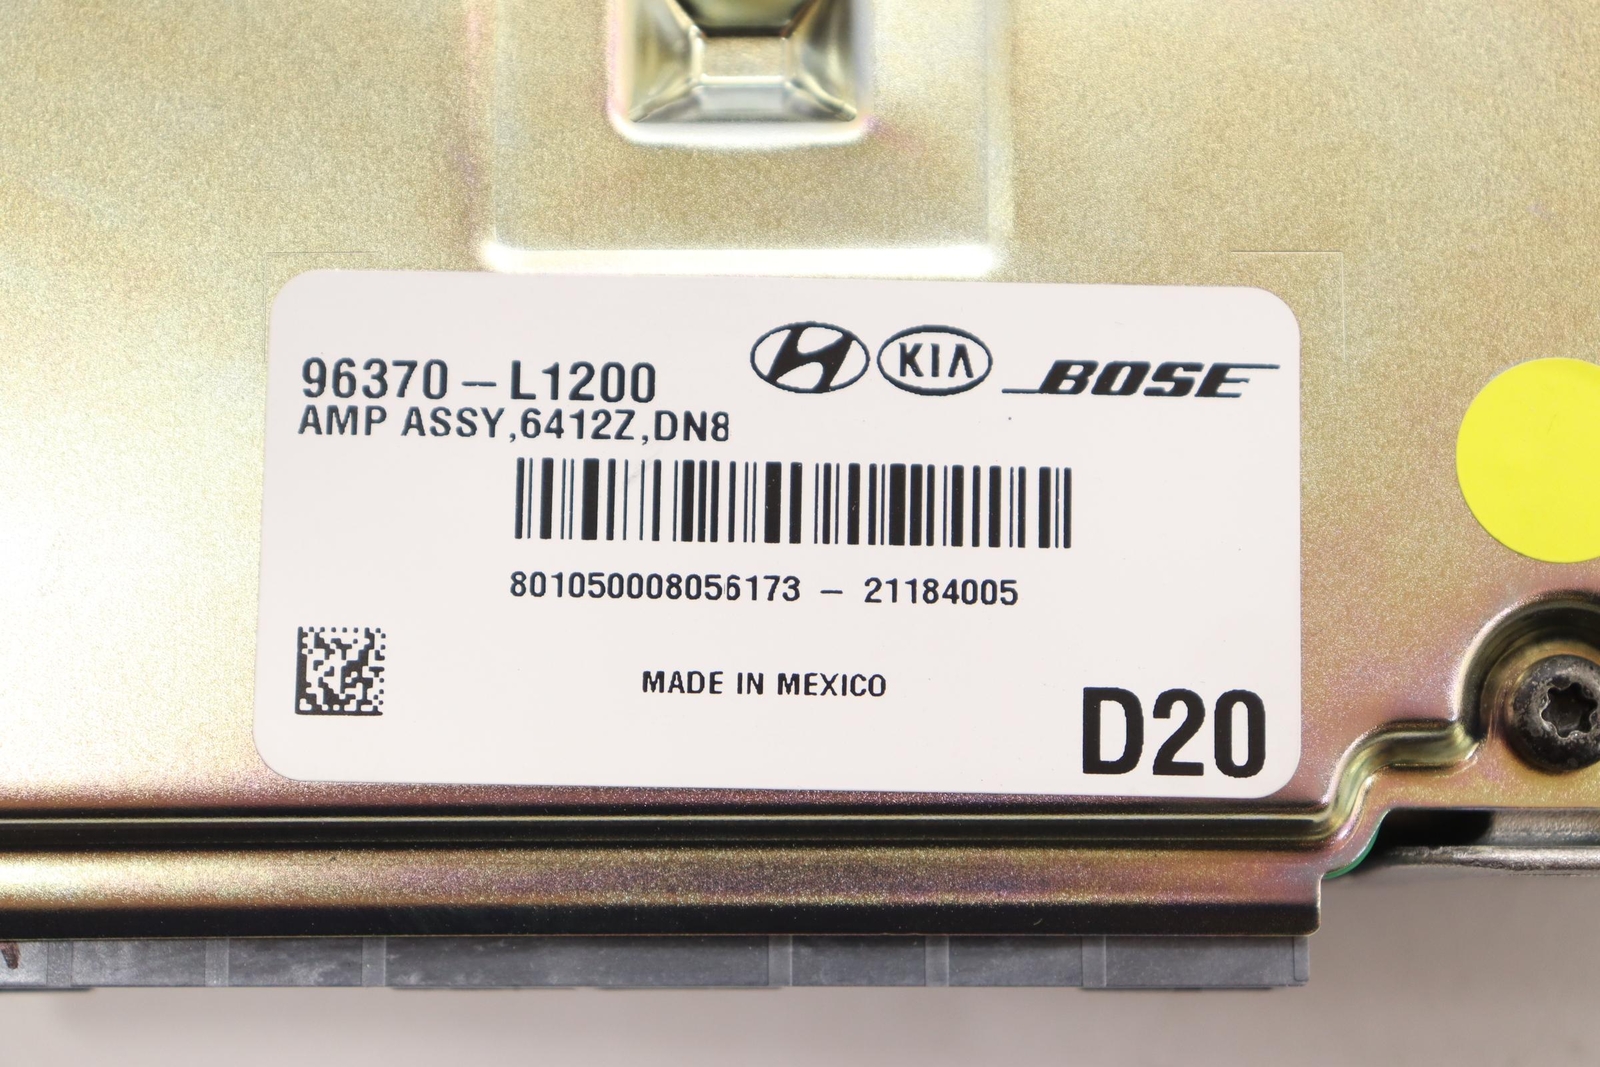 96370-L1200
KIA
BOSE
AMP ASSY,6412Z,DN8
801050008056173 - 21184005
MADE IN MEXICO
D20